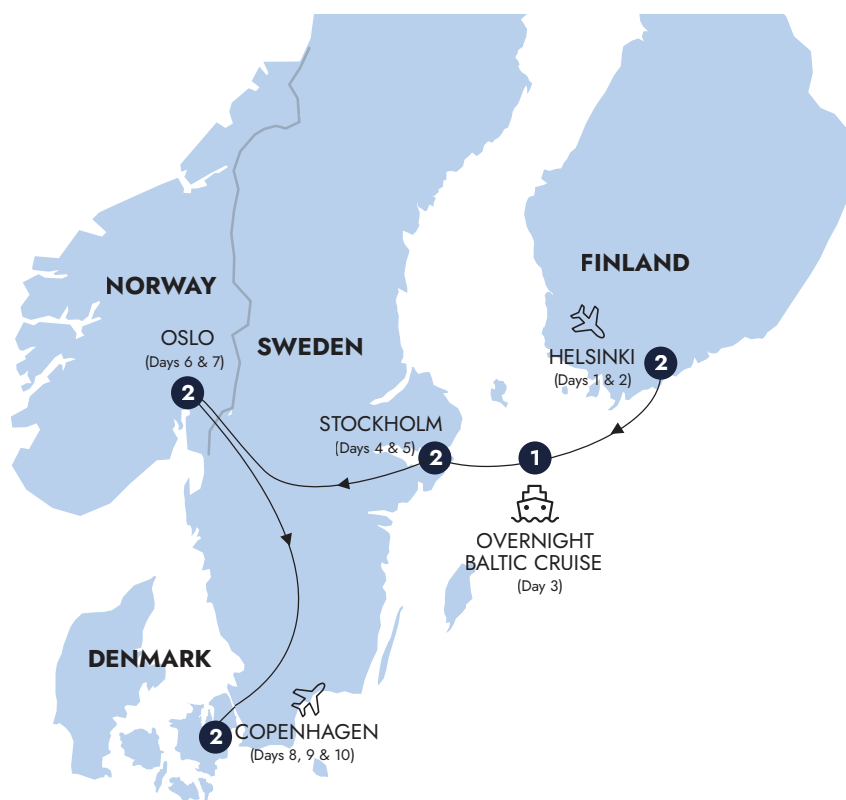 FINLAND
NORWAY
OSLO
(Days 6 & 7)
2
SWEDEN
HELSINKI
(Days 1 & 2)
2
STOCKHOLM
(Days 4 & 5)
2
1
OVERNIGHT
BALTIC CRUISE
(Day 3)
DENMARK
2
COPENHAGEN
(Days 8, 9 & 10)